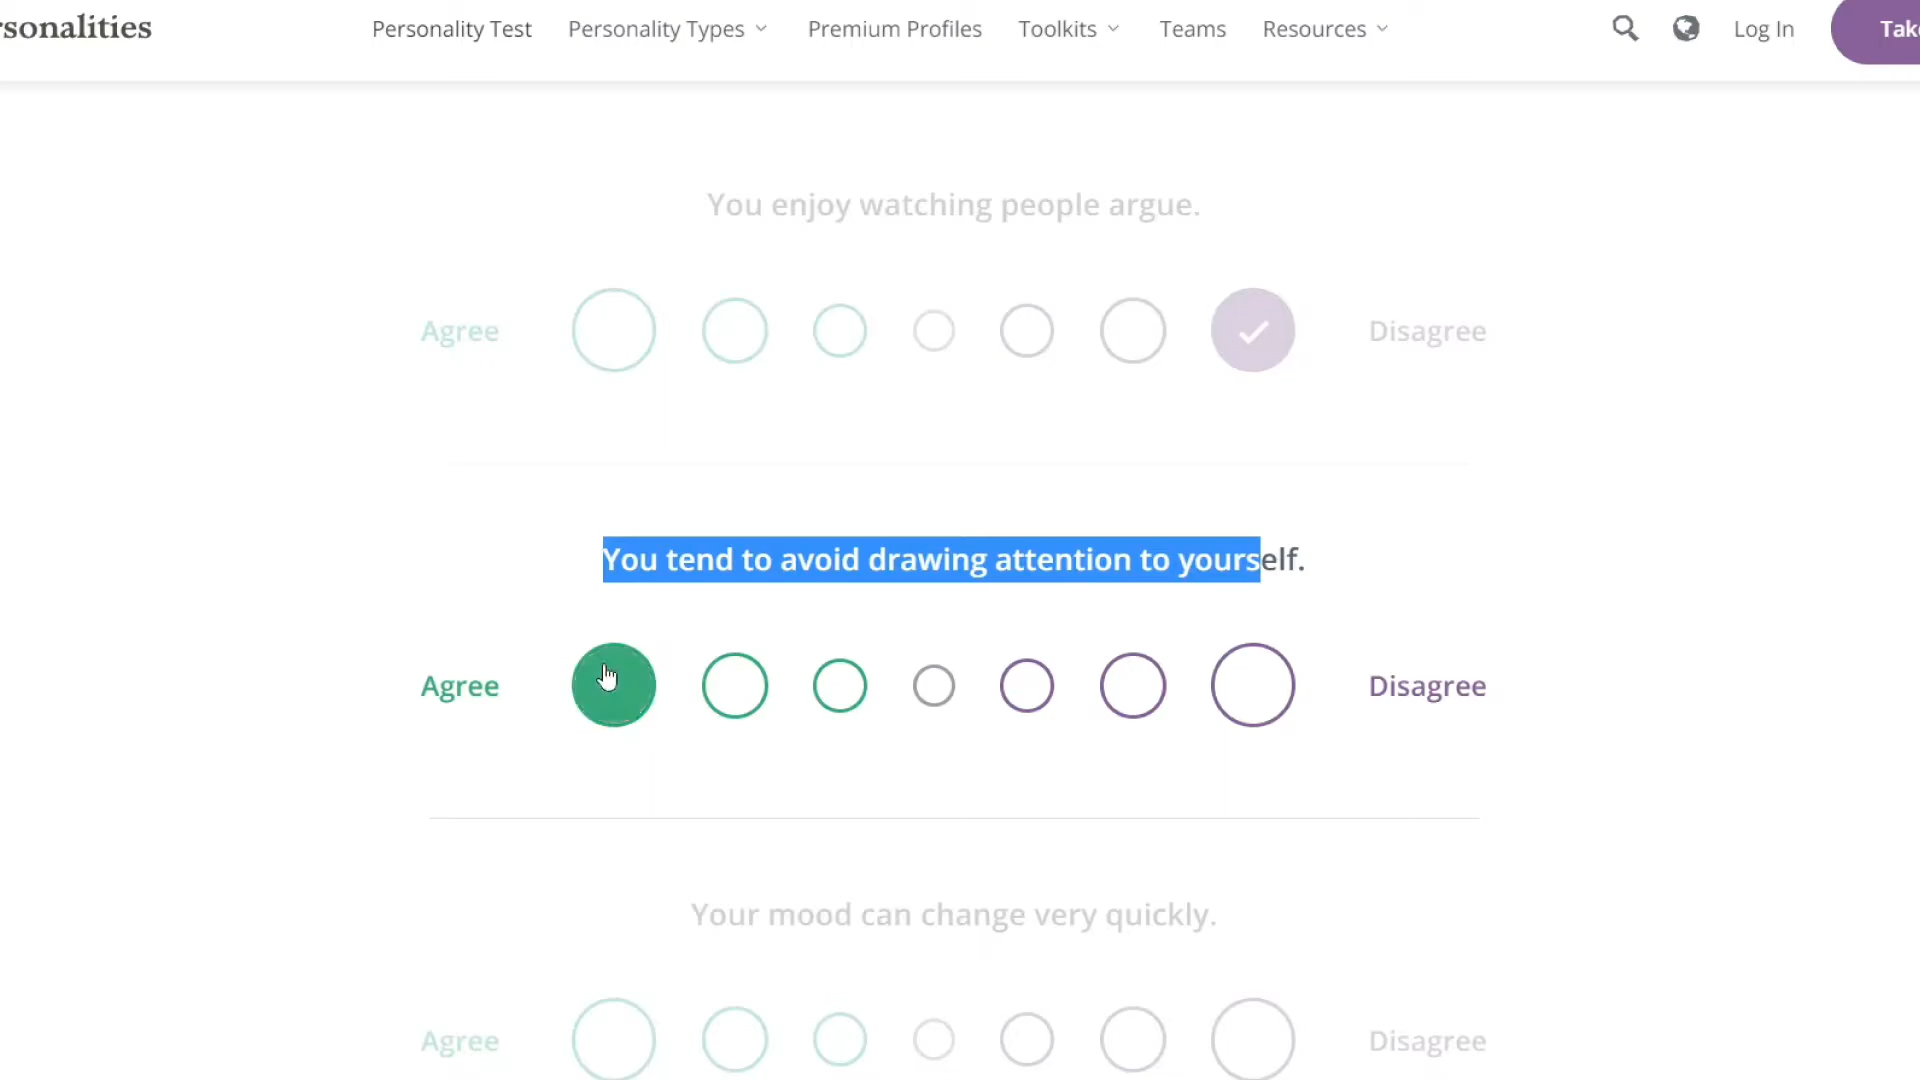 rsonalities
Personality Test Personality Types Premium Profiles Toolkits Teams Resources Log In Tak
You enjoy watching people argue.
Agree Disagree
You tend to avoid drawing attention to yourself.
Agree Disagree
Your mood can change very quickly.
Agree Disagree